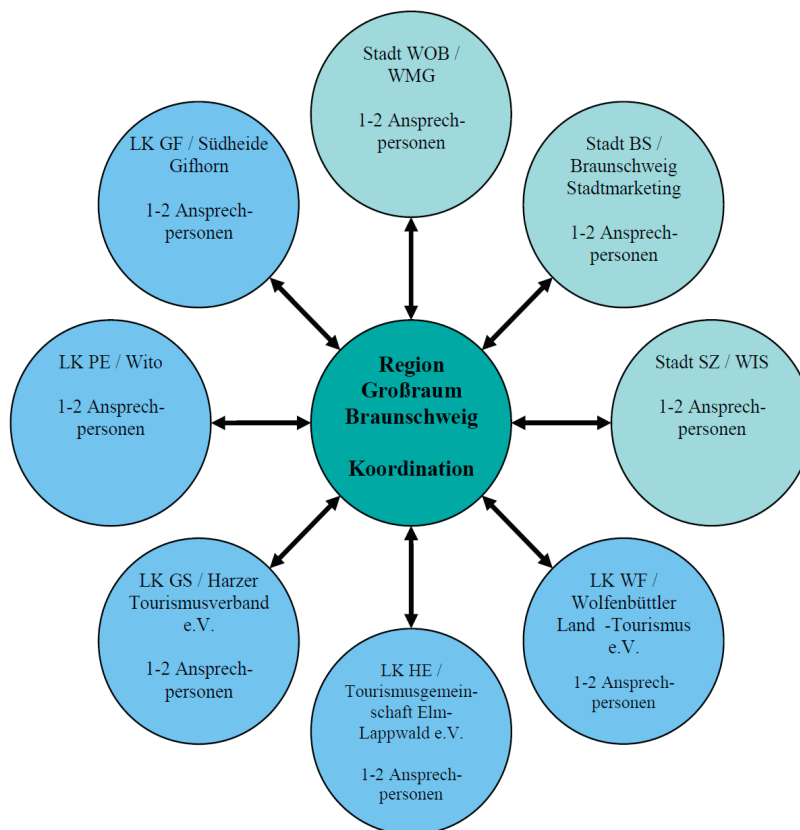 Stadt WOB /
WMG
1-2 Ansprech-
personen
LK GF / Südheide
Gifhorn
1-2 Ansprech-
personen
Stadt BS /
Braunschweig
Stadtmarketing
1-2 Ansprech-
personen
LK PE / Wito
1-2 Ansprech-
personen
Region
Großraum
Braunschweig
Koordination
Stadt SZ / WIS
1-2 Ansprech-
personen
LK GS / Harzer
Tourismusverband
e.V.
1-2 Ansprech-
personen
LK HE /
Tourismusgemein-
schaft Elm-
Lappwald e.V.
1-2 Ansprech-
personen
LK WF /
Wolfenbüttler
Land -Tourismus
e.V.
1-2 Ansprech-
personen